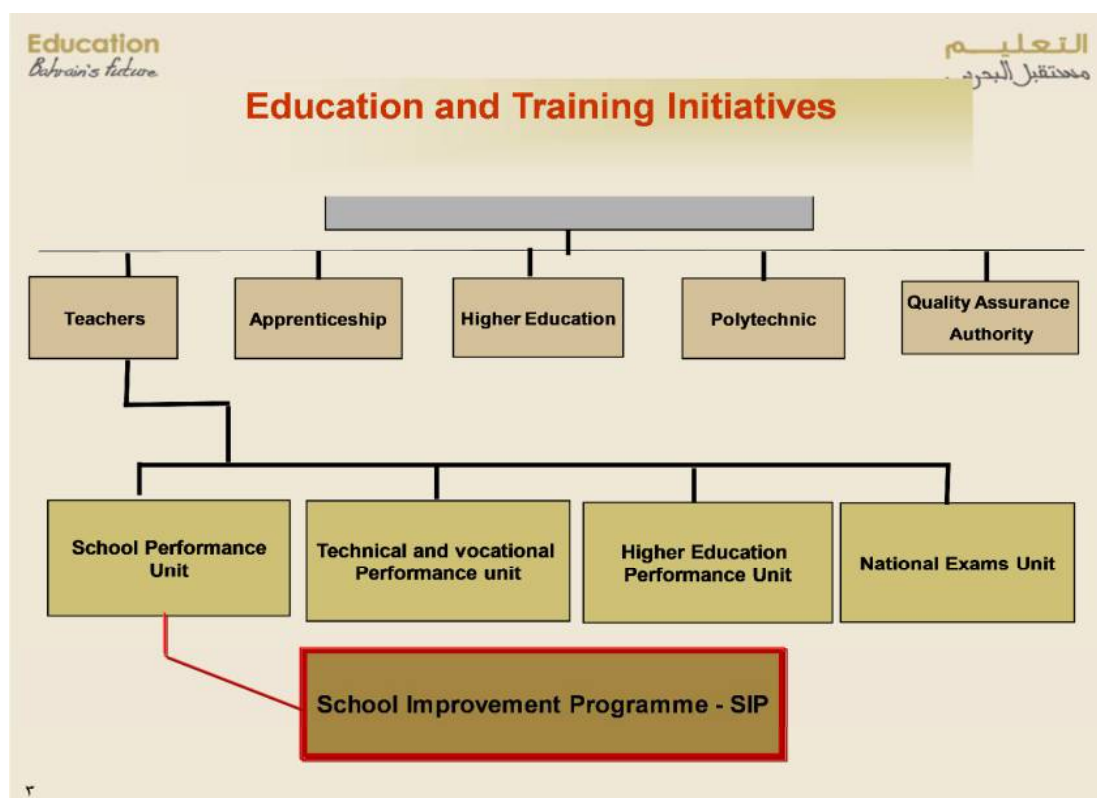 Education
Bahrain's future
التعليم
مستقبل البحرين
Education and Training Initiatives
Teachers
Apprenticeship
Higher Education
Polytechnic
Quality Assurance
Authority
School Performance
Unit
Technical and vocational
Performance unit
Higher Education
Performance Unit
National Exams Unit
School Improvement Programme - SIP
٣